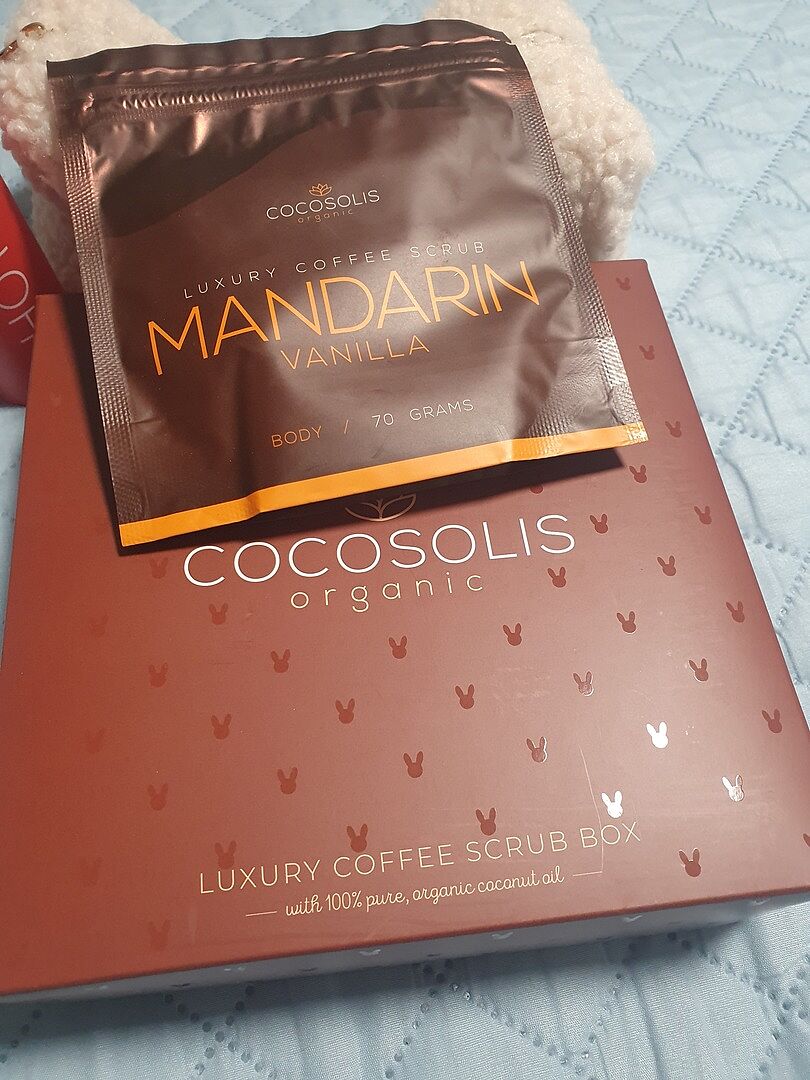 COCOSOLIS
organic
LUXURY COFFEE SCRUB
MANDARIN
VANILLA
BODY / 70 GRAMS
COCOSOLIS
organic
LUXURY COFFEE SCRUB BOX
with 100% pure, organic coconut oil